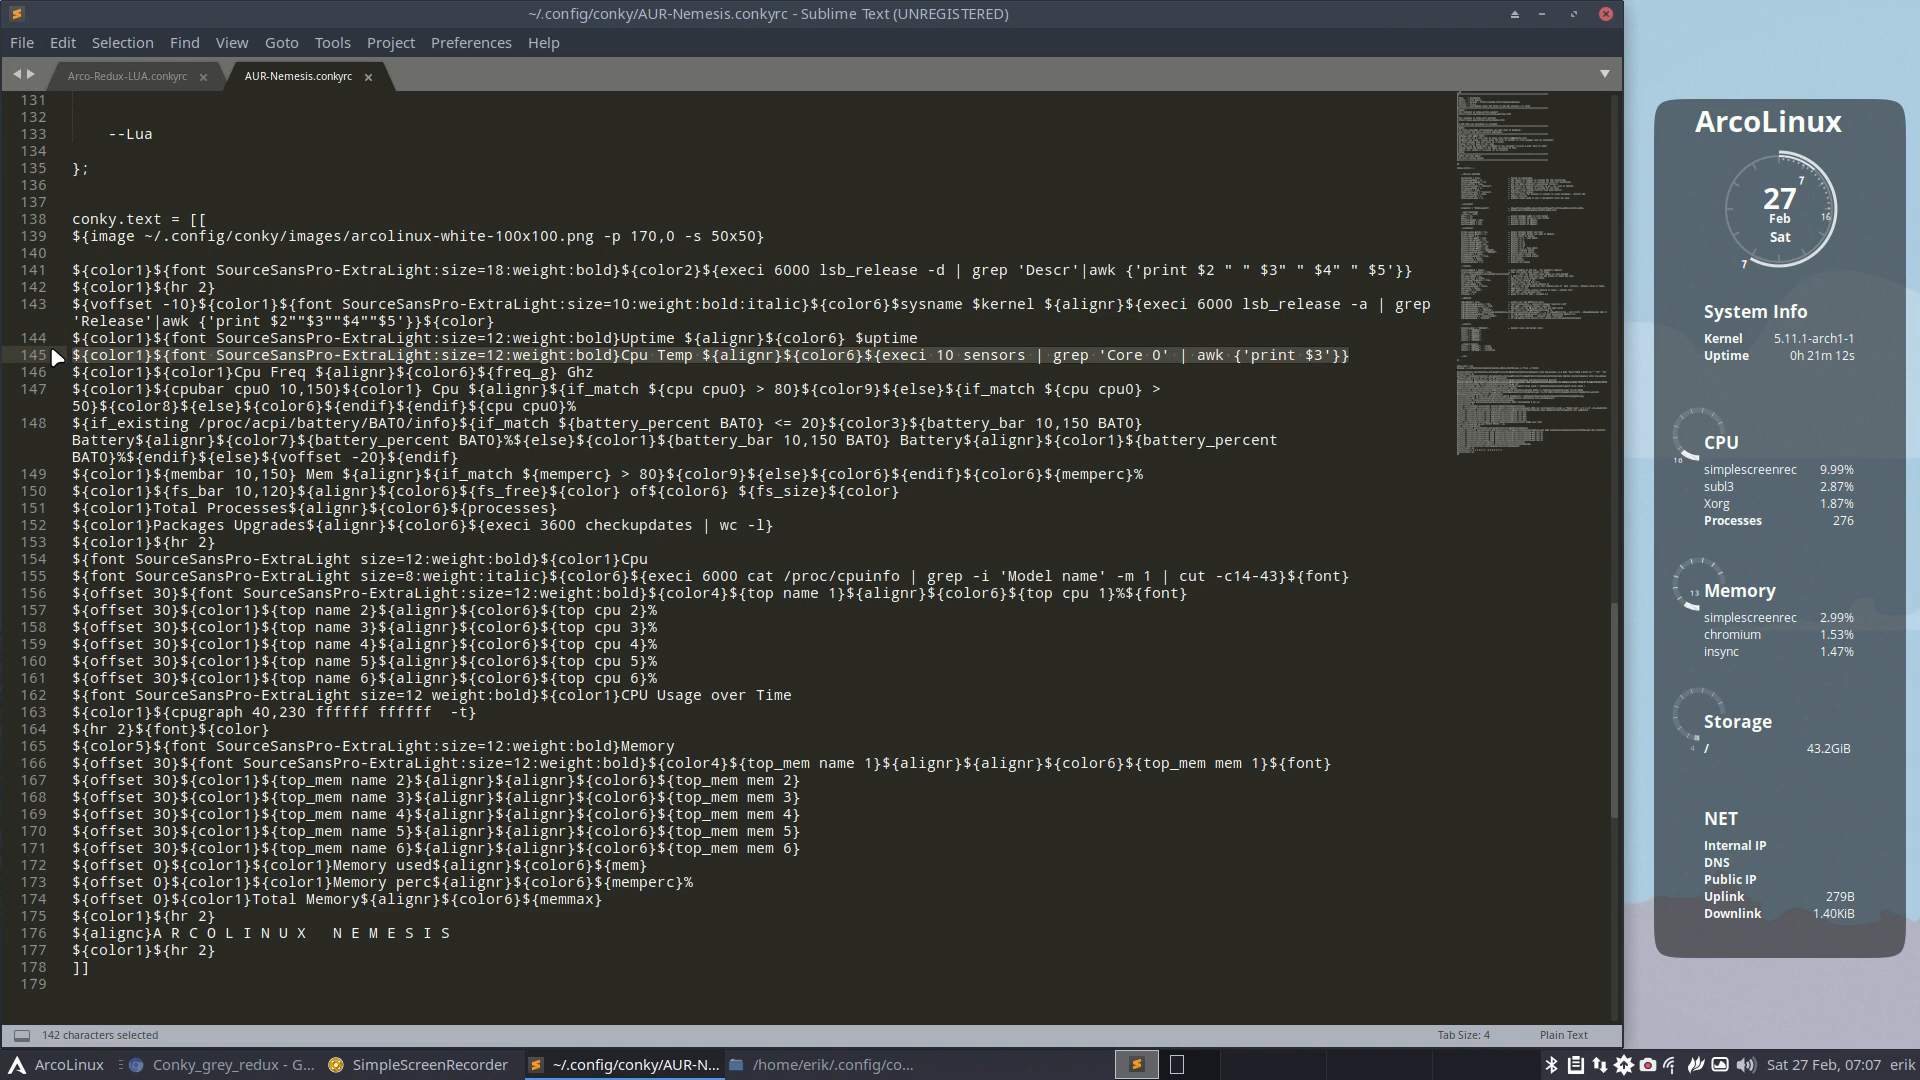 ~/.config/conky/AUR-Nemesis.conkyrc - Sublime Text (UNREGISTERED)
File Edit Selection Find View Goto Tools Project Preferences Help
Arco-Redux-LUA.conkyrc AUR-Nemesis.conkyrc
131
132
133 --Lua
134
135 };
136
137
138 conky.text = [[
139 ${image ~/.config/conky/images/arcolinux-white-100x100.png -p 170,0 -s 50x50}
140
141 ${color1}${font SourceSansPro-ExtraLight:size=18:weight:bold}${color2}${execi 6000 lsb_release -d | grep 'Descr'|awk {'print $2 " " $3" " $4" " $5'}}
142 ${color1}${hr 2}
143 ${voffset -10}${color1}${font SourceSansPro-ExtraLight:size=10:weight:bold:italic}${color6}$sysname $kernel ${alignr}${execi 6000 lsb_release -a | grep
'Release'|awk {'print $2""$3""$4""$5'}}${color}
144 ${color1}${font SourceSansPro-ExtraLight:size=12:weight:bold}Uptime ${alignr}${color6} $uptime
145 ${color1}${font SourceSansPro-ExtraLight:size=12:weight:bold}Cpu Temp ${alignr}${color6}${execi 10 sensors | grep 'Core 0' | awk {'print $3'}}
146 ${color1}${color1}Cpu Freq ${alignr}${color6}${freq_g} Ghz
147 ${color1}${cpubar cpu0 10,150}${color1} Cpu ${alignr}${if_match ${cpu cpu0} > 80}${color9}${else}${if_match ${cpu cpu0} >
50}${color8}${else}${color6}${endif}${endif}${cpu cpu0}%
148 ${if_existing /proc/acpi/battery/BAT0/info}${if_match ${battery_percent BAT0} <= 20}${color3}${battery_bar 10,150 BAT0}
Battery${alignr}${color7}${battery_percent BAT0}%${else}${color1}${battery_bar 10,150 BAT0} Battery${alignr}${color1}${battery_percent
BAT0}%${endif}${else}${voffset -20}${endif}
149 ${color1}${membar 10,150} Mem ${alignr}${if_match ${memperc} > 80}${color9}${else}${color6}${endif}${color6}${memperc}%
150 ${color1}${fs_bar 10,120}${alignr}${color6}${fs_free}${color} of${color6} ${fs_size}${color}
151 ${color1}Total Processes${alignr}${color6}${processes}
152 ${color1}Packages Upgrades${alignr}${color6}${execi 3600 checkupdates | wc -l}
153 ${color1}${hr 2}
154 ${font SourceSansPro-ExtraLight size=12:weight:bold}${color1}Cpu
155 ${font SourceSansPro-ExtraLight size=8:weight:italic}${color6}${execi 6000 cat /proc/cpuinfo | grep -i 'Model name' -m 1 | cut -c14-43}${font}
156 ${offset 30}${font SourceSansPro-ExtraLight:size=12:weight:bold}${color4}${top name 1}${alignr}${color6}${top cpu 1}%${font}
157 ${offset 30}${color1}${top name 2}${alignr}${color6}${top cpu 2}%
158 ${offset 30}${color1}${top name 3}${alignr}${color6}${top cpu 3}%
159 ${offset 30}${color1}${top name 4}${alignr}${color6}${top cpu 4}%
160 ${offset 30}${color1}${top name 5}${alignr}${color6}${top cpu 5}%
161 ${offset 30}${color1}${top name 6}${alignr}${color6}${top cpu 6}%
162 ${font SourceSansPro-ExtraLight size=12 weight:bold}${color1}CPU Usage over Time
163 ${color1}${cpugraph 40,230 ffffff ffffff  -t}
164 ${hr 2}${font}${color}
165 ${color5}${font SourceSansPro-ExtraLight:size=12:weight:bold}Memory
166 ${offset 30}${font SourceSansPro-ExtraLight:size=12:weight:bold}${color4}${top_mem name 1}${alignr}${alignr}${color6}${top_mem mem 1}${font}
167 ${offset 30}${color1}${top_mem name 2}${alignr}${alignr}${color6}${top_mem mem 2}
168 ${offset 30}${color1}${top_mem name 3}${alignr}${alignr}${color6}${top_mem mem 3}
169 ${offset 30}${color1}${top_mem name 4}${alignr}${alignr}${color6}${top_mem mem 4}
170 ${offset 30}${color1}${top_mem name 5}${alignr}${alignr}${color6}${top_mem mem 5}
171 ${offset 30}${color1}${top_mem name 6}${alignr}${alignr}${color6}${top_mem mem 6}
172 ${offset 0}${color1}${color1}Memory used${alignr}${color6}${mem}
173 ${offset 0}${color1}${color1}Memory perc${alignr}${color6}${memperc}%
174 ${offset 0}${color1}Total Memory${alignr}${color6}${memmax}
175 ${color1}${hr 2}
176 ${alignc}A R C O L I N U X   N E M E S I S
177 ${color1}${hr 2}
178 ]]
179
142 characters selected Tab Size: 4 Plain Text
ArcoLinux
7
27
Feb
16
Sat
7
System Info
Kernel 5.11.1-arch1-1
Uptime 0h 21m 12s
CPU
16
simplescreenrec 9.99%
subl3 2.87%
Xorg 1.87%
Processes 276
13 Memory
simplescreenrec 2.99%
chromium 1.53%
insync 1.47%
Storage
4 / 43.2GiB
NET
Internal IP
DNS
Public IP
Uplink 279B
Downlink 1.40KiB
ArcoLinux Conky_grey_redux - G... SimpleScreenRecorder ~/.config/conky/AUR-N... /home/erik/.config/co... Sat 27 Feb, 07:07 erik